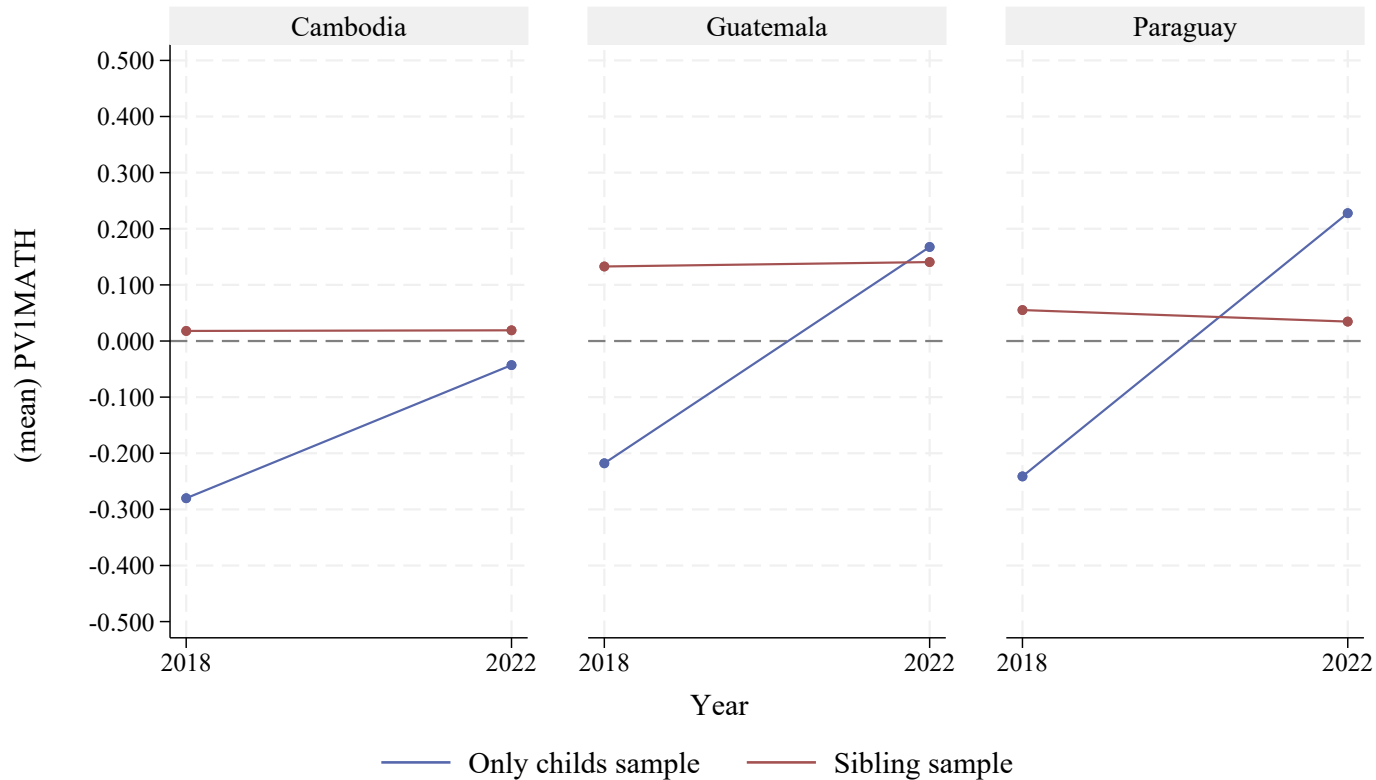 Cambodia Guatemala Paraguay
0.500
0.400
0.300
0.200
0.100
0.000
-0.100
-0.200
-0.300
-0.400
-0.500
(mean) PV1MATH
2018 2022 2018 2022 2018 2022
Year
Only childs sample Sibling sample